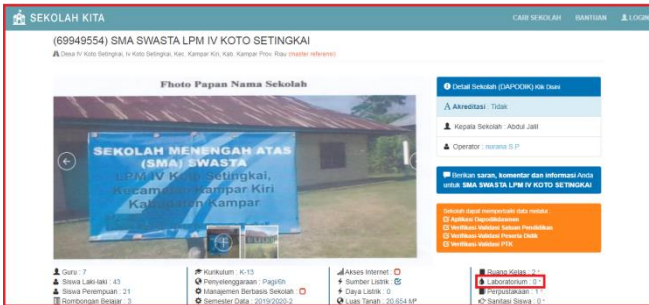 SEKOLAH KITA
CARI SEKOLAH BANTUAN LOGIN
(69949554) SMA SWASTA LPM IV KOTO SETINGKAI
Desa IV Koto Setingkai, Iv Koto Setingkai, Kec. Kampar Kiri, Kab. Kampar Prov. Riau (master referensi)
Fhoto Papan Nama Sekolah
SEKOLAH MENENGAH ATAS
(SMA) SWASTA
LPM IV Koto Setingkai,
Kecamatan Kampar Kiri
Kabupaten Kampar
Detail Sekolah (DAPODIK) Klik Disini
Akreditasi : Tidak
Kepala Sekolah : Abdul Jalil
Operator : norana S.P
Berikan saran, komentar dan informasi Anda
untuk SMA SWASTA LPM IV KOTO SETINGKAI
Sekolah dapat memperbaiki data melalui :
Aplikasi Dapodikdasmen
Verifikasi Validasi Satuan Pendidikan
Verifikasi Validasi Peserta Didik
Verifikasi Validasi PTK
Guru : 7
Siswa Laki-laki : 43
Siswa Perempuan : 21
Rombongan Belajar : 3
Kurikulum : K-13
Penyelenggaraan : Pagi/6h
Manajemen Berbasis Sekolah :
Semester Data : 2019/2020-2
Akses Internet :
Sumber Listrik :
Daya Listrik : 0
Luas Tanah : 20.654 M²
Ruang Kelas : 2
Laboratorium : 0
Perpustakaan : 1
Sanitasi Siswa : 0